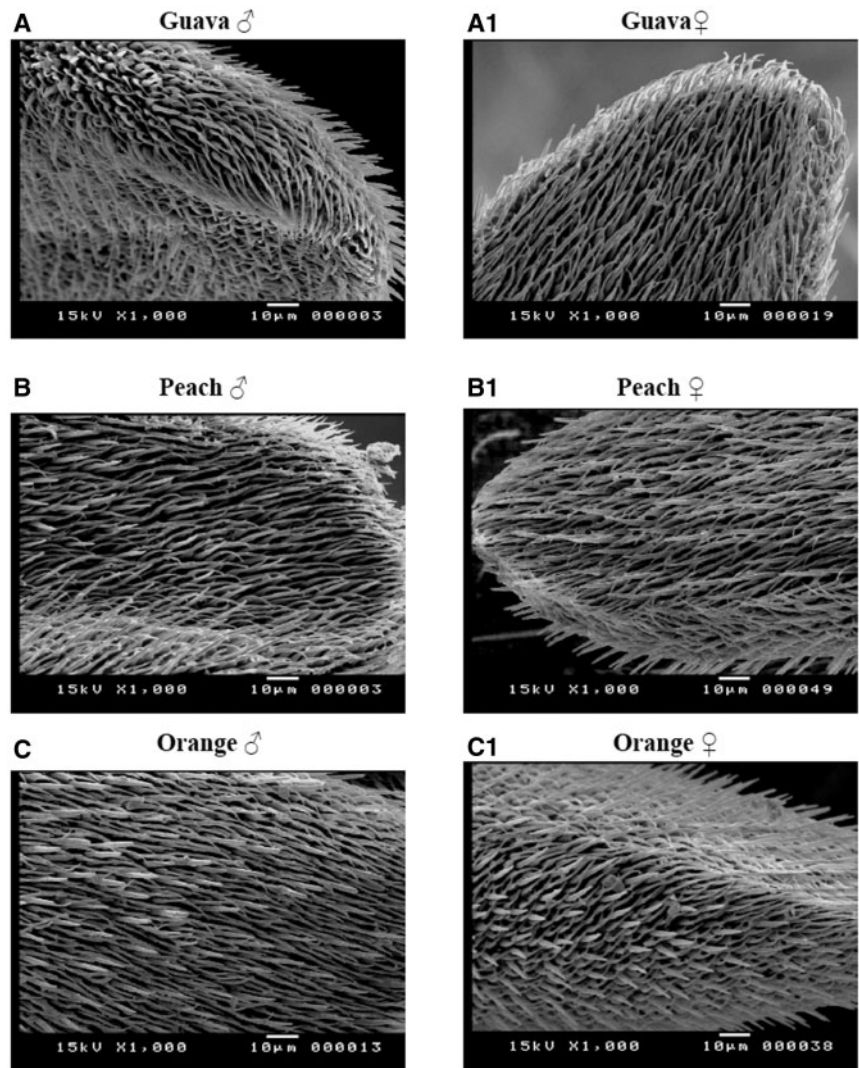 A Guava ♂
A1 Guava♀
15kV X1,000 10µm 000003
15kV X1,000 10µm 000019
B Peach ♂
B1 Peach ♀
15kV X1,000 10µm 000003
15kV X1,000 10µm 000049
C Orange ♂
C1 Orange ♀
15kV X1,000 10µm 000013
15kV X1,000 10µm 000038